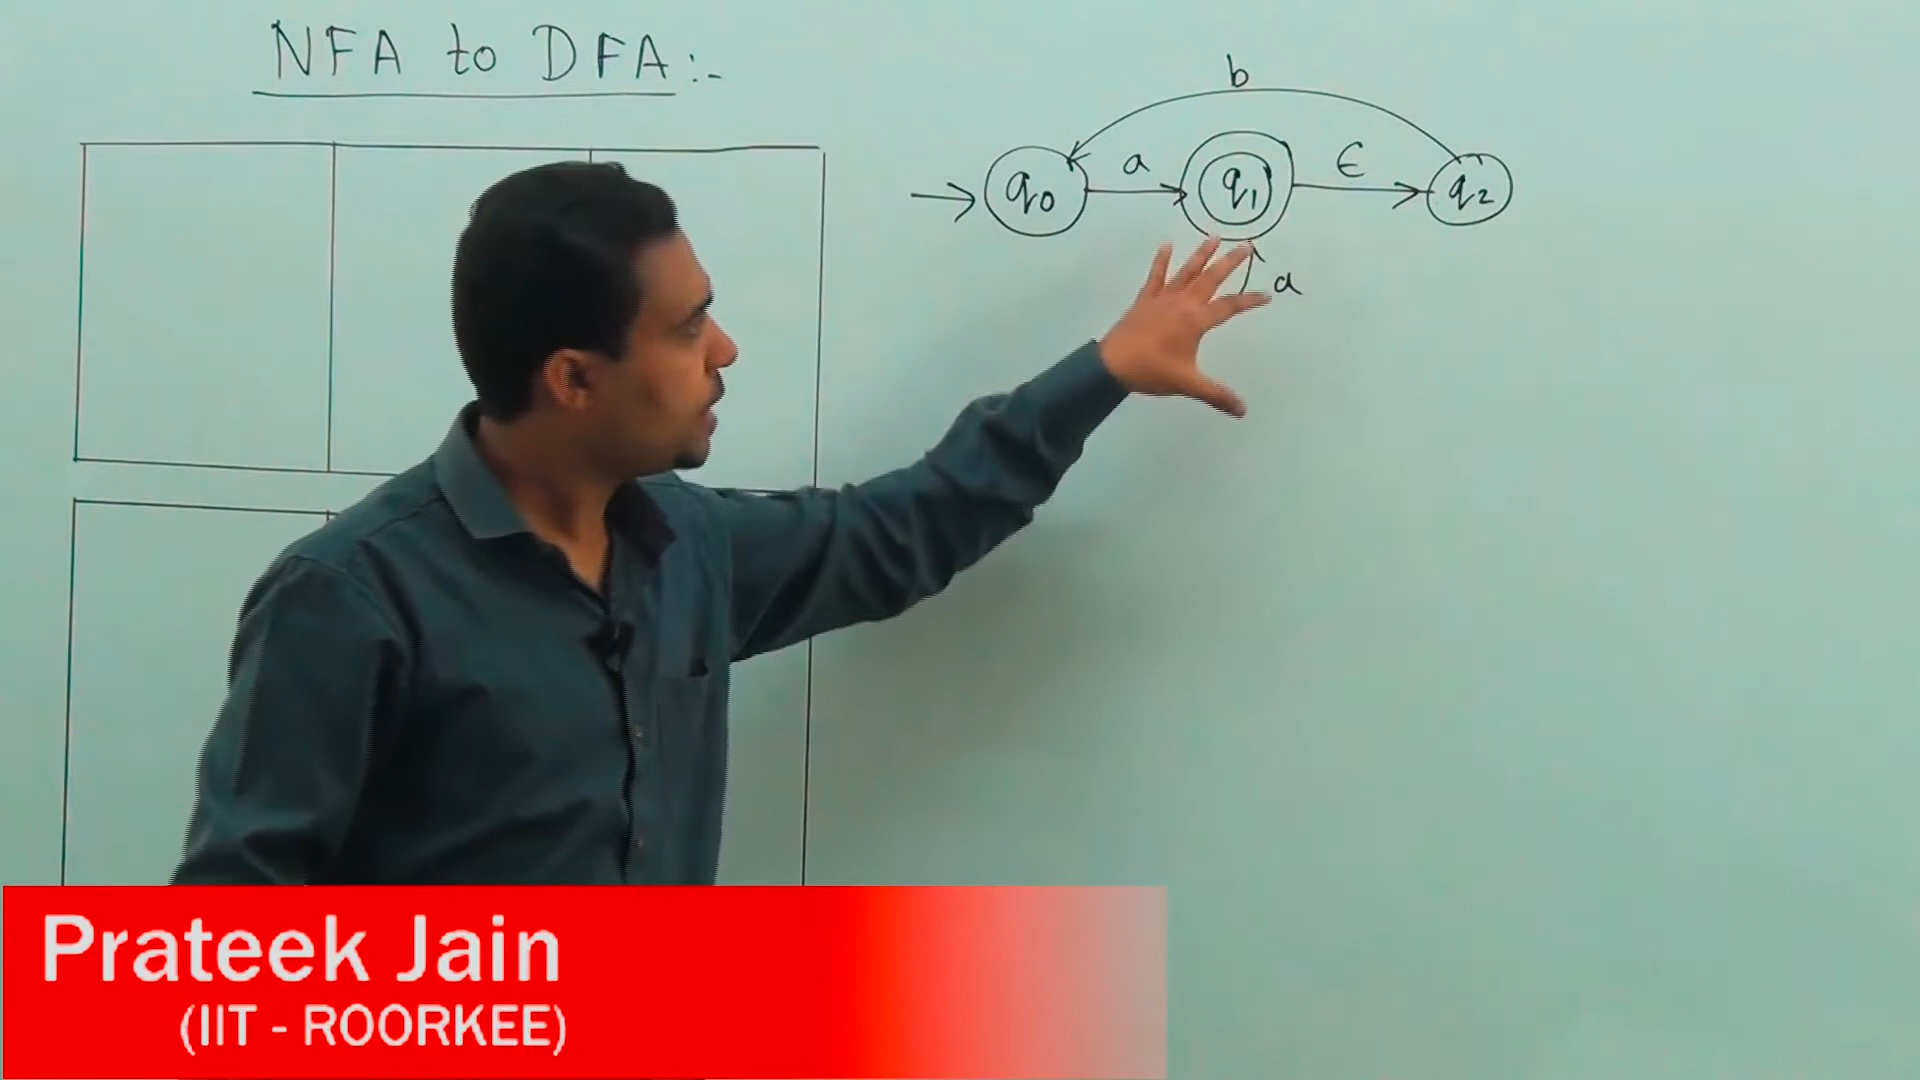 NFA to DFA :-
b
a
ϵ
q0
q1
q2
a
Prateek Jain
(IIT - ROORKEE)